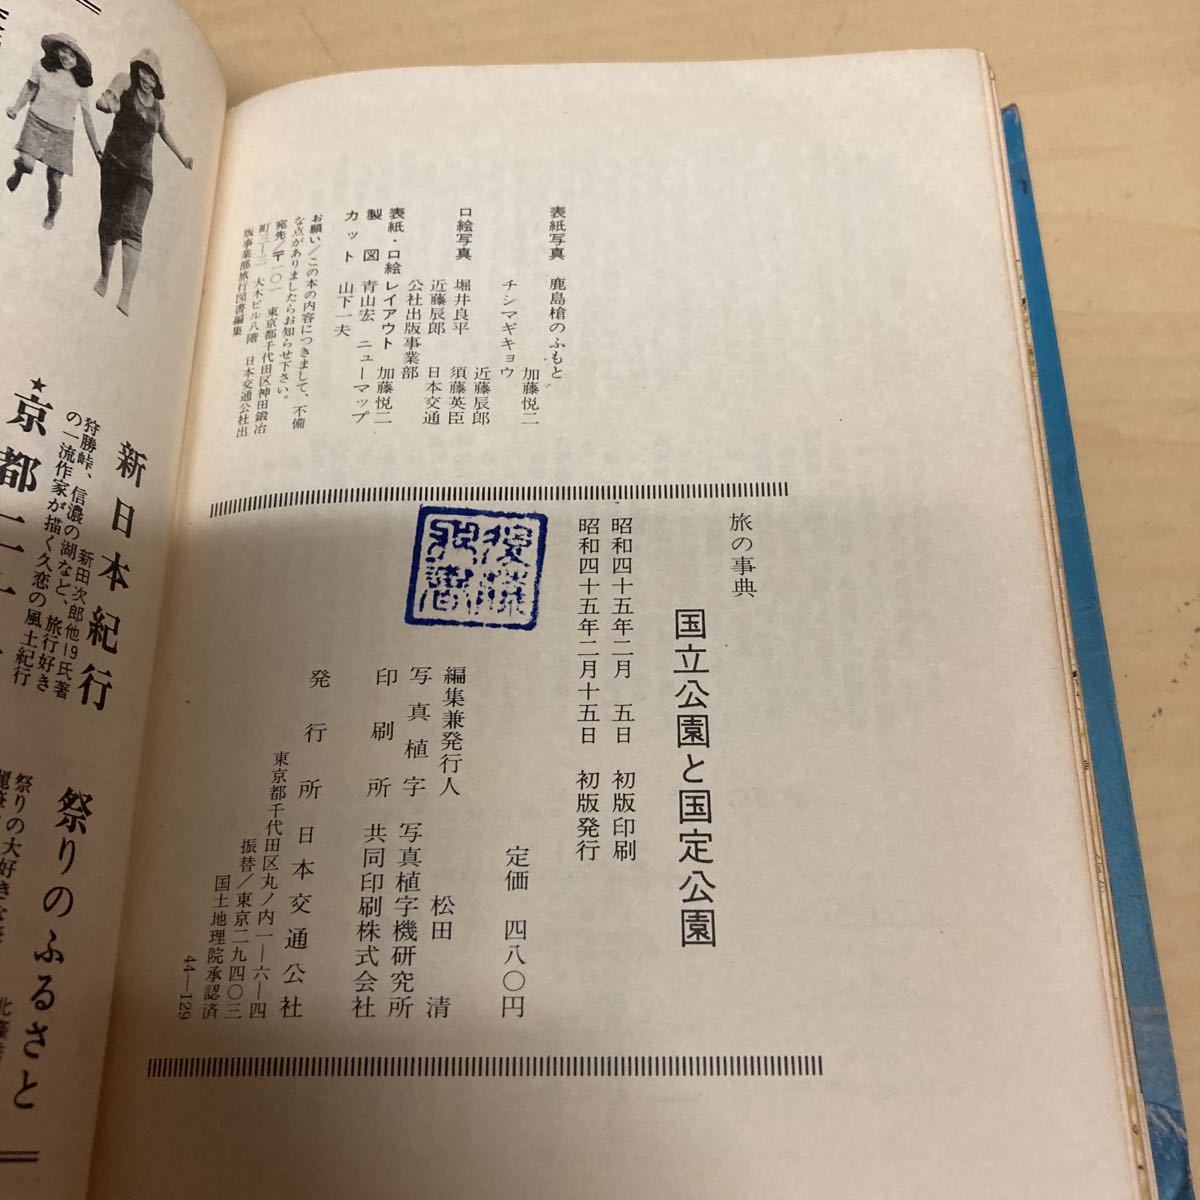 表紙写真 鹿島槍のふもと
加藤悦二
チシマギキョウ
近藤辰郎
口絵写真 堀井良平 須藤英臣
近藤辰郎 日本交通
公社出版事業部
表紙・口絵レイアウト 加藤悦二
製図 青山宏 ニューマップ
カット 山下一夫
お願い/この本の内容につきまして、不備
な点がありましたらお知らせ下さい。
宛先/〒一〇一 東京都千代田区神田鍛冶
町三ー三 大木ビル八階 日本交通公社出
版事業部旅行図書編集
旅の事典
国立公園と国定公園
昭和四十五年二月 五日 初版印刷
昭和四十五年二月十五日 初版発行
定価 四八〇円
編集兼発行人 松田 清
写真植字 写真植字機研究所
印刷所 共同印刷株式会社
発行所 日本交通公社
東京都千代田区丸ノ内一ー六ー四
振替/東京二九四〇三
国土地理院承認済
44—129
新日本紀行
新田次郎他19氏著
狩勝峠、信濃の湖など、旅行好き
の一流作家が描く久恋の風土紀行
★京都二
祭りのふるさと
祭りの大好きな